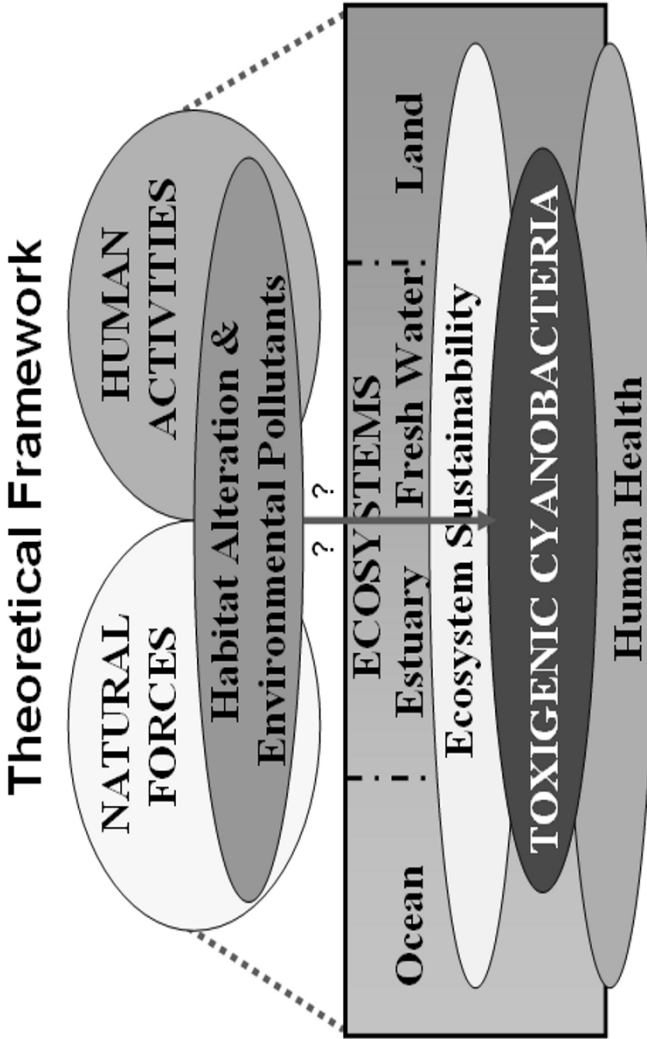 Theoretical Framework
NATURAL
FORCES
HUMAN
ACTIVITIES
Habitat Alteration &
Environmental Pollutants
? ?
ECOSYSTEMS
Ocean Estuary Fresh Water Land
Ecosystem Sustainability
TOXIGENIC CYANOBACTERIA
Human Health